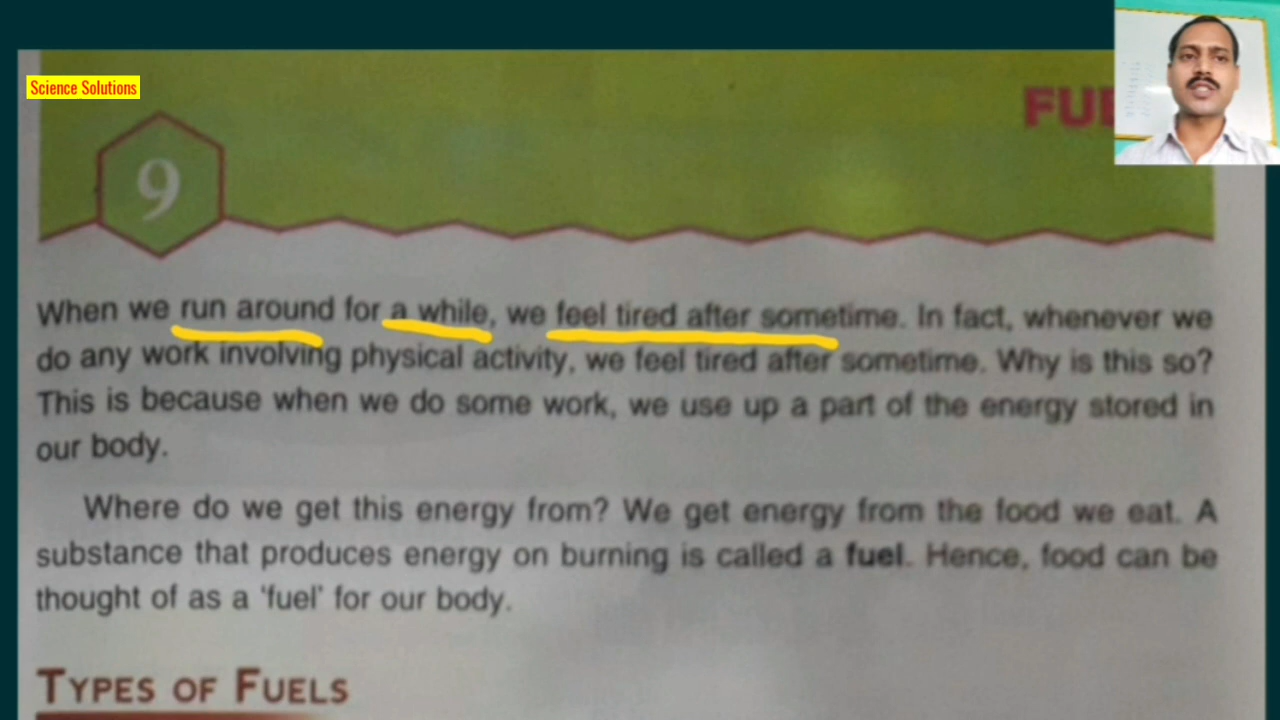 Science Solutions
9
When we run around for a while, we feel tired after sometime. In fact, whenever we
do any work involving physical activity, we feel tired after sometime. Why is this so?
This is because when we do some work, we use up a part of the energy stored in
our body.
Where do we get this energy from? We get energy from the food we eat. A
substance that produces energy on burning is called a fuel. Hence, food can be
thought of as a 'fuel' for our body.
TYPES OF FUELS